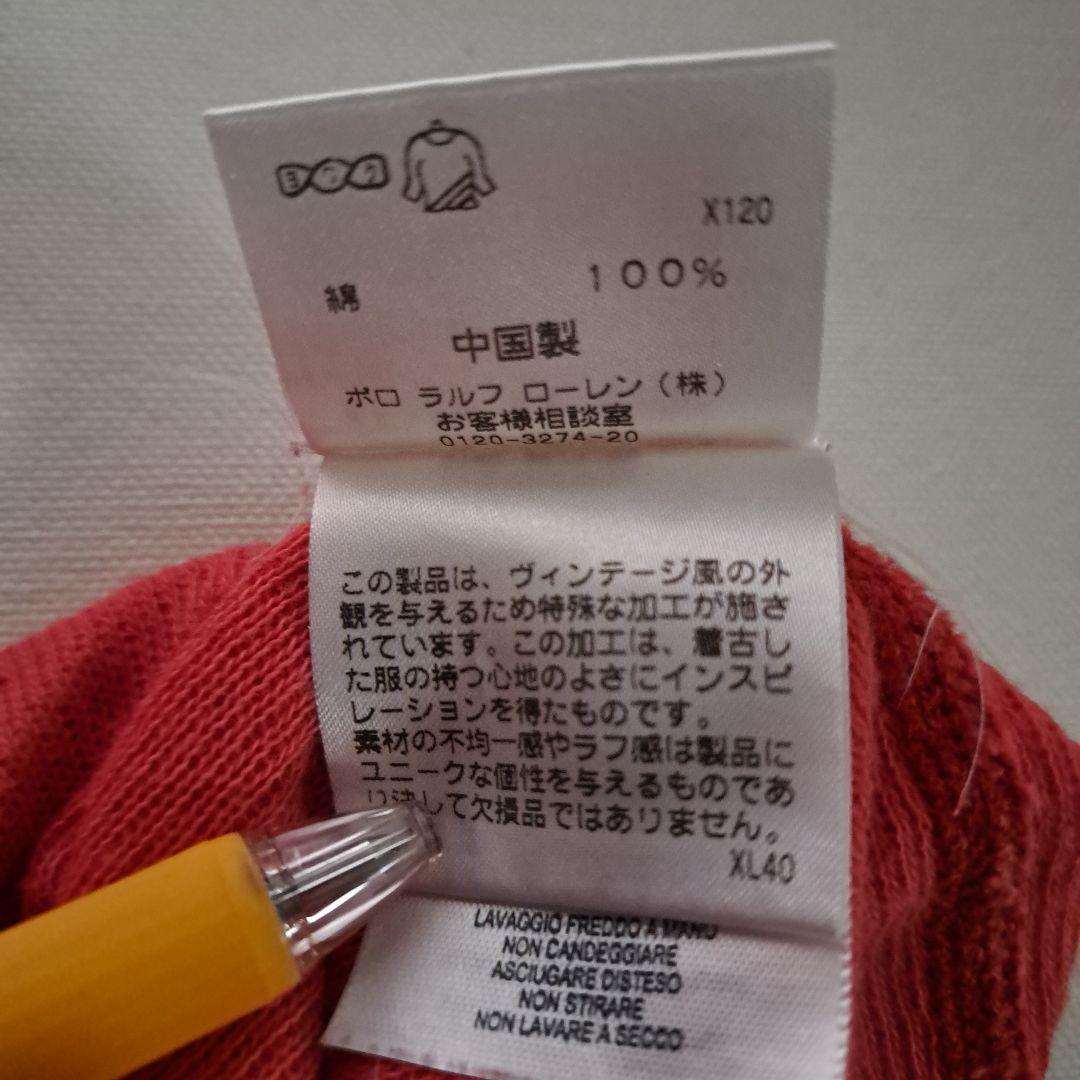 ヨワク
X120
綿 100%
中国製
ポロ ラルフ ローレン(株)
お客様相談室
0120-3274-20
この製品は、ヴィンテージ風の外
観を与えるため特殊な加工が施さ
れています。この加工は、着古し
た服の持つ心地のよさにインスピ
レーションを得たものです。
素材の不均一感やラフ感は製品に
ユニークな個性を与えるものであ
り決して欠損品ではありません。
XL40
LAVAGGIO FREDDO A MANO
NON CANDEGGIARE
ASCIUGARE DISTESO
NON STIRARE
NON LAVARE A SECCO